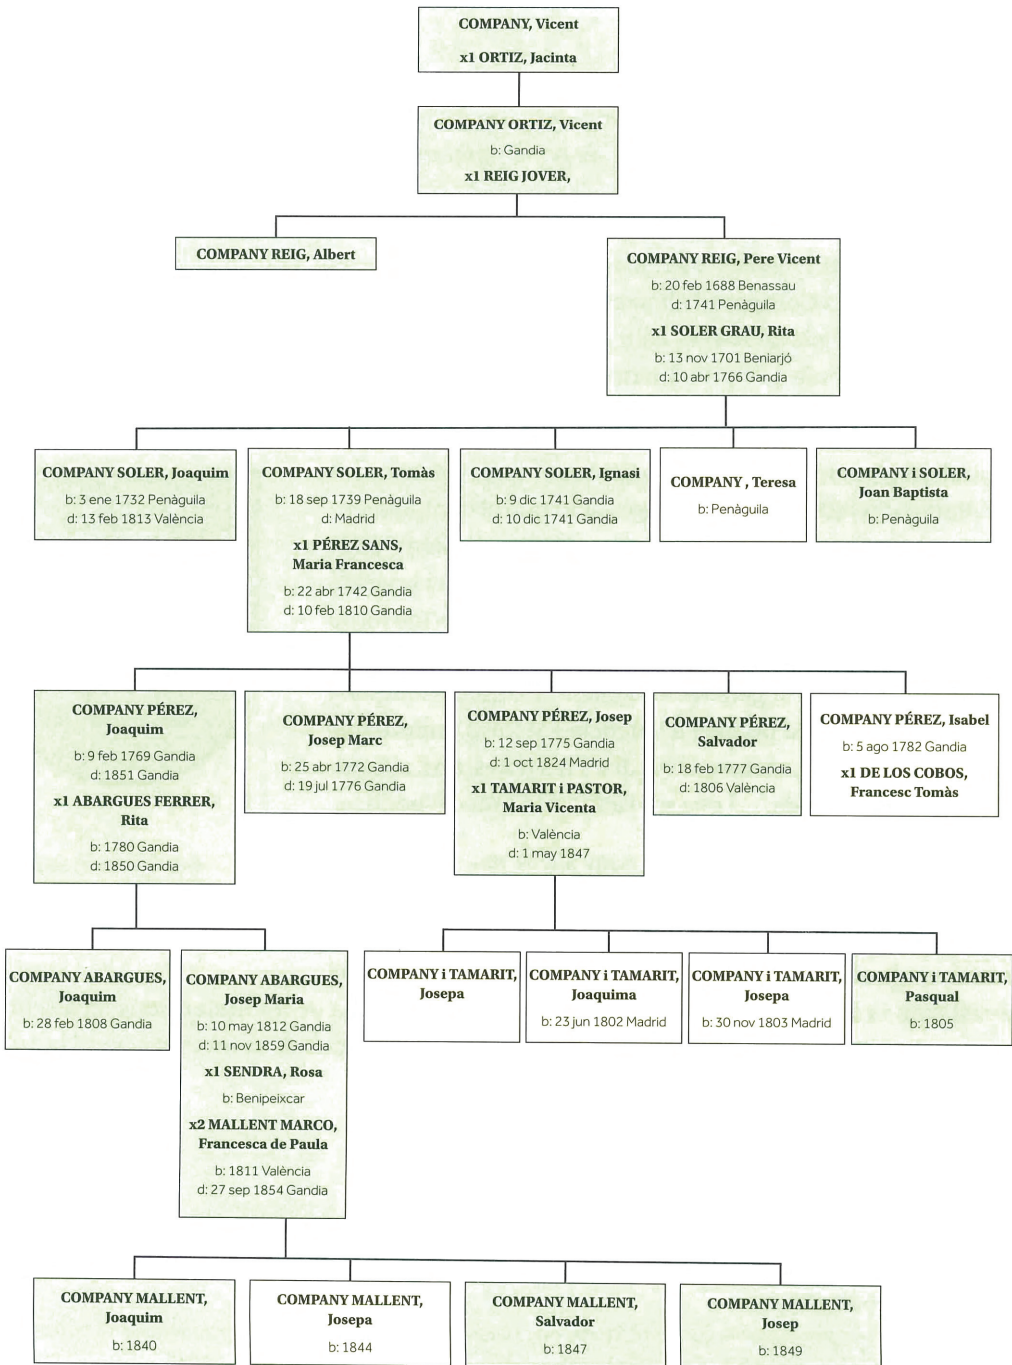 COMPANY, Vicent
x1 ORTIZ, Jacinta
COMPANY ORTIZ, Vicent
b: Gandia
x1 REIG JOVER,
COMPANY REIG, Albert
COMPANY REIG, Pere Vicent
b: 20 feb 1688 Benassau
d: 1741 Penàguila
x1 SOLER GRAU, Rita
b: 13 nov 1701 Beniarjó
d: 10 abr 1766 Gandia
COMPANY SOLER, Joaquim
b: 3 ene 1732 Penàguila
d: 13 feb 1813 València
COMPANY SOLER, Tomàs
b: 18 sep 1739 Penàguila
d: Madrid
x1 PÉREZ SANS,
Maria Francesca
b: 22 abr 1742 Gandia
d: 10 feb 1810 Gandia
COMPANY SOLER, Ignasi
b: 9 dic 1741 Gandia
d: 10 dic 1741 Gandia
COMPANY , Teresa
b: Penàguila
COMPANY i SOLER,
Joan Baptista
b: Penàguila
COMPANY PÉREZ,
Joaquim
b: 9 feb 1769 Gandia
d: 1851 Gandia
x1 ABARGUES FERRER,
Rita
b: 1780 Gandia
d: 1850 Gandia
COMPANY PÉREZ,
Josep Marc
b: 25 abr 1772 Gandia
d: 19 jul 1776 Gandia
COMPANY PÉREZ, Josep
b: 12 sep 1775 Gandia
d: 1 oct 1824 Madrid
x1 TAMARIT i PASTOR,
Maria Vicenta
b: València
d: 1 may 1847
COMPANY PÉREZ,
Salvador
b: 18 feb 1777 Gandia
d: 1806 València
COMPANY PÉREZ, Isabel
b: 5 ago 1782 Gandia
x1 DE LOS COBOS,
Francesc Tomàs
COMPANY ABARGUES,
Joaquim
b: 28 feb 1808 Gandia
COMPANY ABARGUES,
Josep Maria
b: 10 may 1812 Gandia
d: 11 nov 1859 Gandia
x1 SENDRA, Rosa
b: Benipeixcar
x2 MALLENT MARCO,
Francesca de Paula
b: 1811 València
d: 27 sep 1854 Gandia
COMPANY i TAMARIT,
Josepa
COMPANY i TAMARIT,
Joaquima
b: 23 jun 1802 Madrid
COMPANY i TAMARIT,
Josepa
b: 30 nov 1803 Madrid
COMPANY i TAMARIT,
Pasqual
b: 1805
COMPANY MALLENT,
Joaquim
b: 1840
COMPANY MALLENT,
Josepa
b: 1844
COMPANY MALLENT,
Salvador
b: 1847
COMPANY MALLENT,
Josep
b: 1849